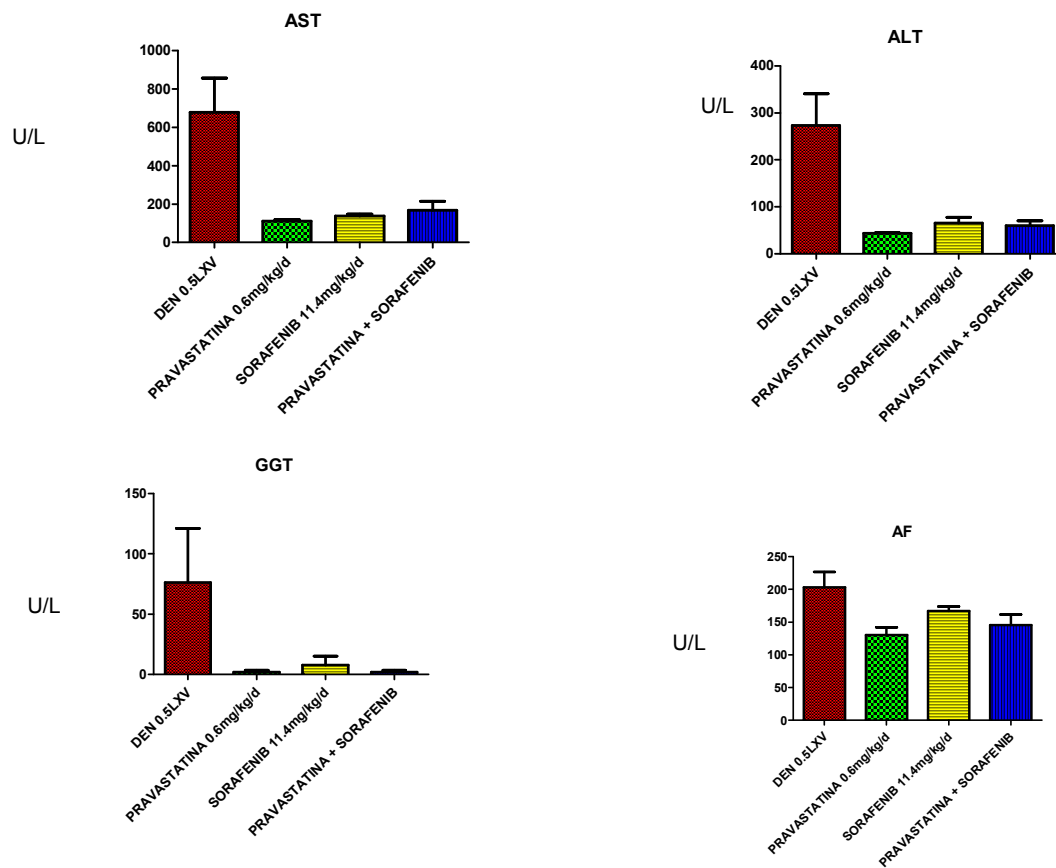 AST
U/L
1000
800
600
400
200
0
DEN 0.5LXV
PRAVASTATINA 0.6mg/kg/d
SORAFENIB 11.4mg/kg/d
PRAVASTATINA + SORAFENIB
ALT
U/L
400
300
200
100
0
DEN 0.5LXV
PRAVASTATINA 0.6mg/kg/d
SORAFENIB 11.4mg/kg/d
PRAVASTATINA + SORAFENIB
GGT
U/L
150
100
50
0
DEN 0.5LXV
PRAVASTATINA 0.6mg/kg/d
SORAFENIB 11.4mg/kg/d
PRAVASTATINA + SORAFENIB
AF
U/L
250
200
150
100
50
0
DEN 0.5LXV
PRAVASTATINA 0.6mg/kg/d
SORAFENIB 11.4mg/kg/d
PRAVASTATINA + SORAFENIB